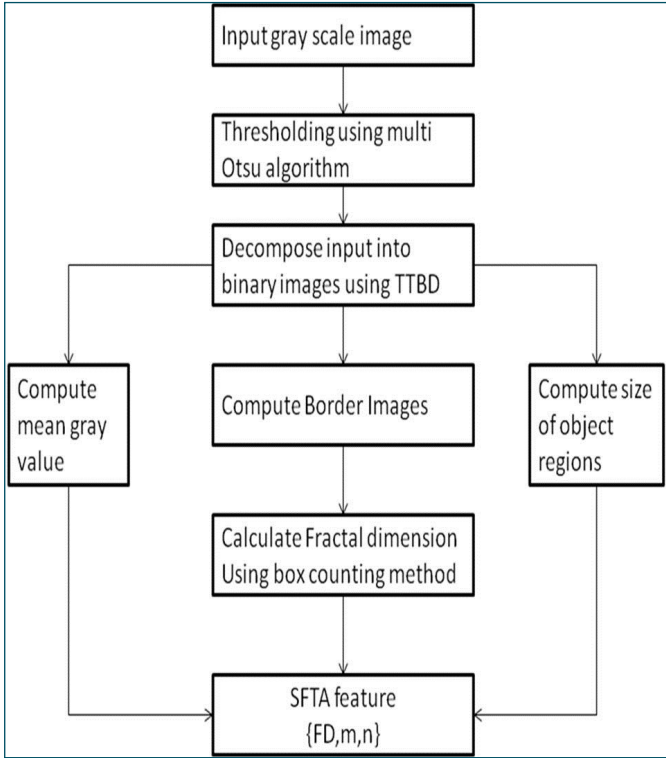 Input gray scale image
Thresholding using multi
Otsu algorithm
Decompose input into
binary images using TTBD
Compute
mean gray
value
Compute Border Images
Compute size
of object
regions
Calculate Fractal dimension
Using box counting method
SFTA feature
{FD,m,n}